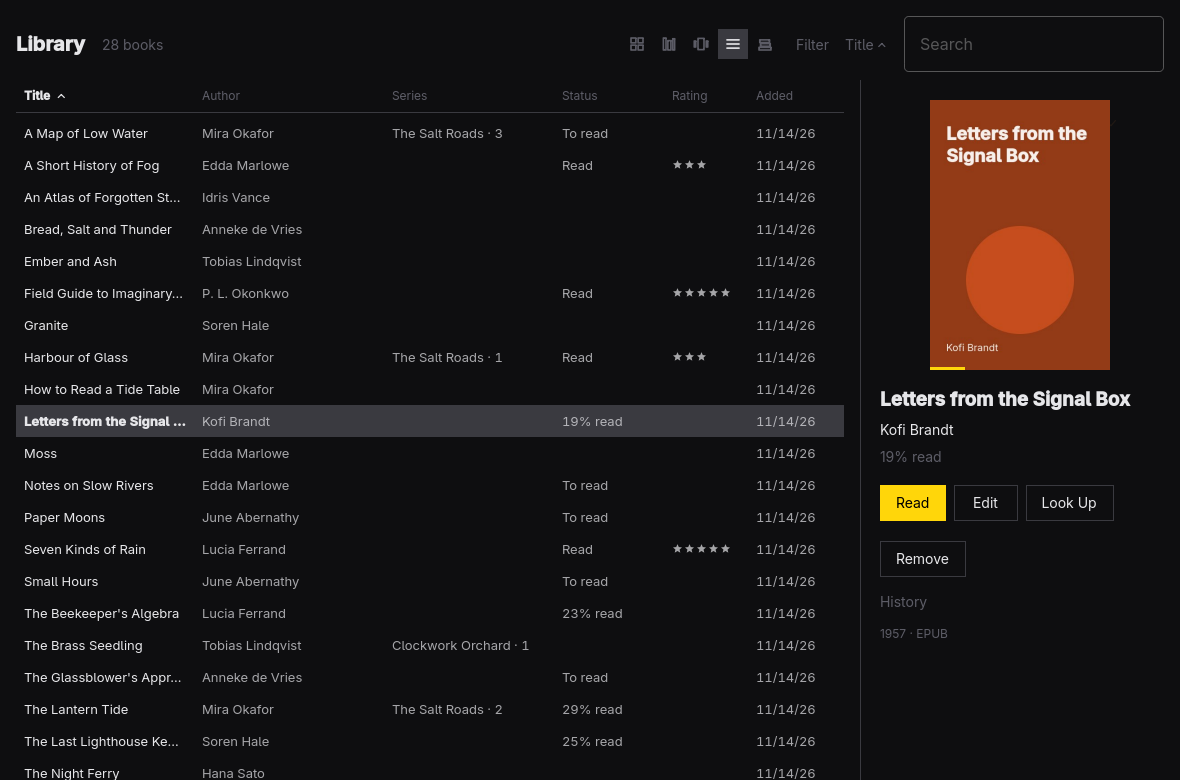 Library 28 books Filter Title Search
Title Author Series Status Rating Added
A Map of Low Water Mira Okafor The Salt Roads · 3 To read 11/14/26
A Short History of Fog Edda Marlowe Read ★★★ 11/14/26
An Atlas of Forgotten St... Idris Vance 11/14/26
Bread, Salt and Thunder Anneke de Vries 11/14/26
Ember and Ash Tobias Lindqvist 11/14/26
Field Guide to Imaginary... P. L. Okonkwo Read ★★★★★ 11/14/26
Granite Soren Hale 11/14/26
Harbour of Glass Mira Okafor The Salt Roads · 1 Read ★★★ 11/14/26
How to Read a Tide Table Mira Okafor 11/14/26
Letters from the Signal ... Kofi Brandt 19% read 11/14/26
Moss Edda Marlowe 11/14/26
Notes on Slow Rivers Edda Marlowe To read 11/14/26
Paper Moons June Abernathy To read 11/14/26
Seven Kinds of Rain Lucia Ferrand Read ★★★★★ 11/14/26
Small Hours June Abernathy To read 11/14/26
The Beekeeper's Algebra Lucia Ferrand 23% read 11/14/26
The Brass Seedling Tobias Lindqvist Clockwork Orchard · 1 11/14/26
The Glassblower's Appr... Anneke de Vries To read 11/14/26
The Lantern Tide Mira Okafor The Salt Roads · 2 29% read 11/14/26
The Last Lighthouse Ke... Soren Hale 25% read 11/14/26
The Night Ferry Hana Sato 11/14/26
Letters from the
Signal Box
Kofi Brandt
Letters from the Signal Box
Kofi Brandt
19% read
Read Edit Look Up
Remove
History
1957 · EPUB